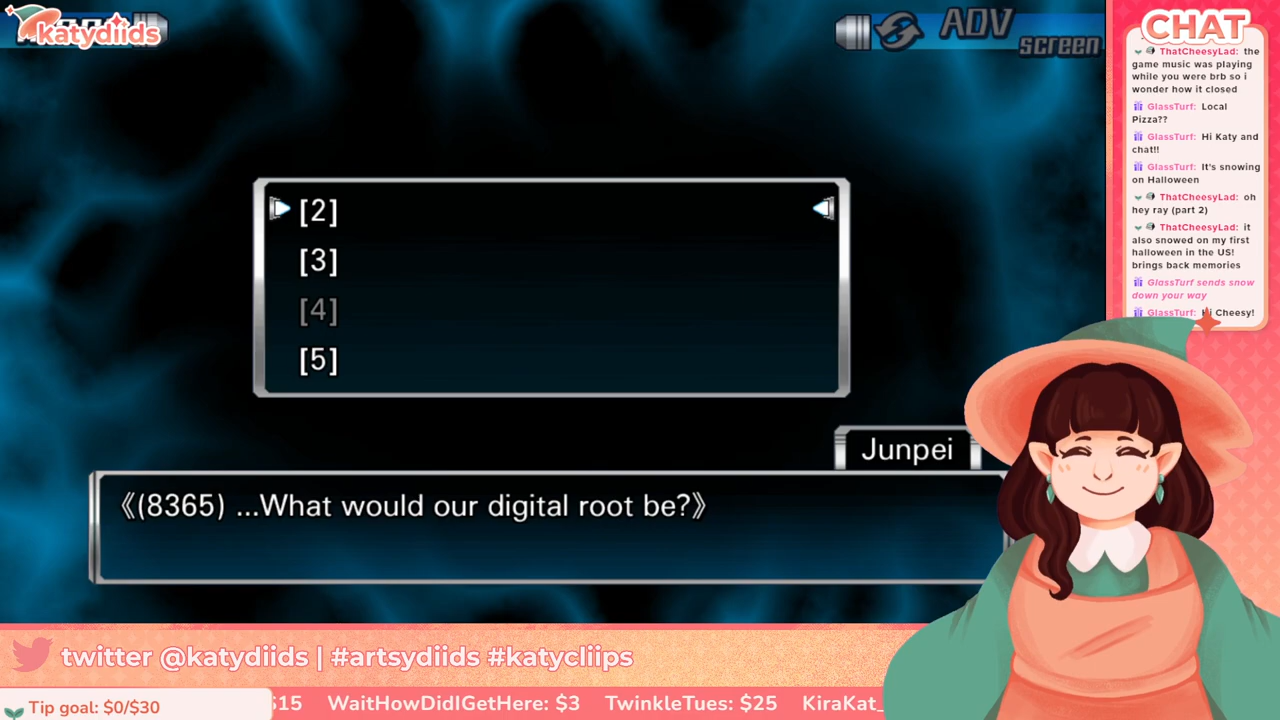 katydiids
ADV
screen
[2]
[3]
[4]
[5]
Junpei
《(8365) ...What would our digital root be?》
CHAT
ThatCheesyLad: the
game music was playing
while you were brb so i
wonder how it closed
GlassTurf: Local
Pizza??
GlassTurf: Hi Katy and
chat!!
GlassTurf: It's snowing
on Halloween
ThatCheesyLad: oh
hey ray (part 2)
ThatCheesyLad: it
also snowed on my first
halloween in the US!
brings back memories
GlassTurf sends snow
down your way
GlassTurf: Hi Cheesy!
twitter @katydiids | #artsydiids #katycliips
Tip goal: $0/$30
$15 WaitHowDidIGetHere: $3 TwinkleTues: $25 KiraKat_